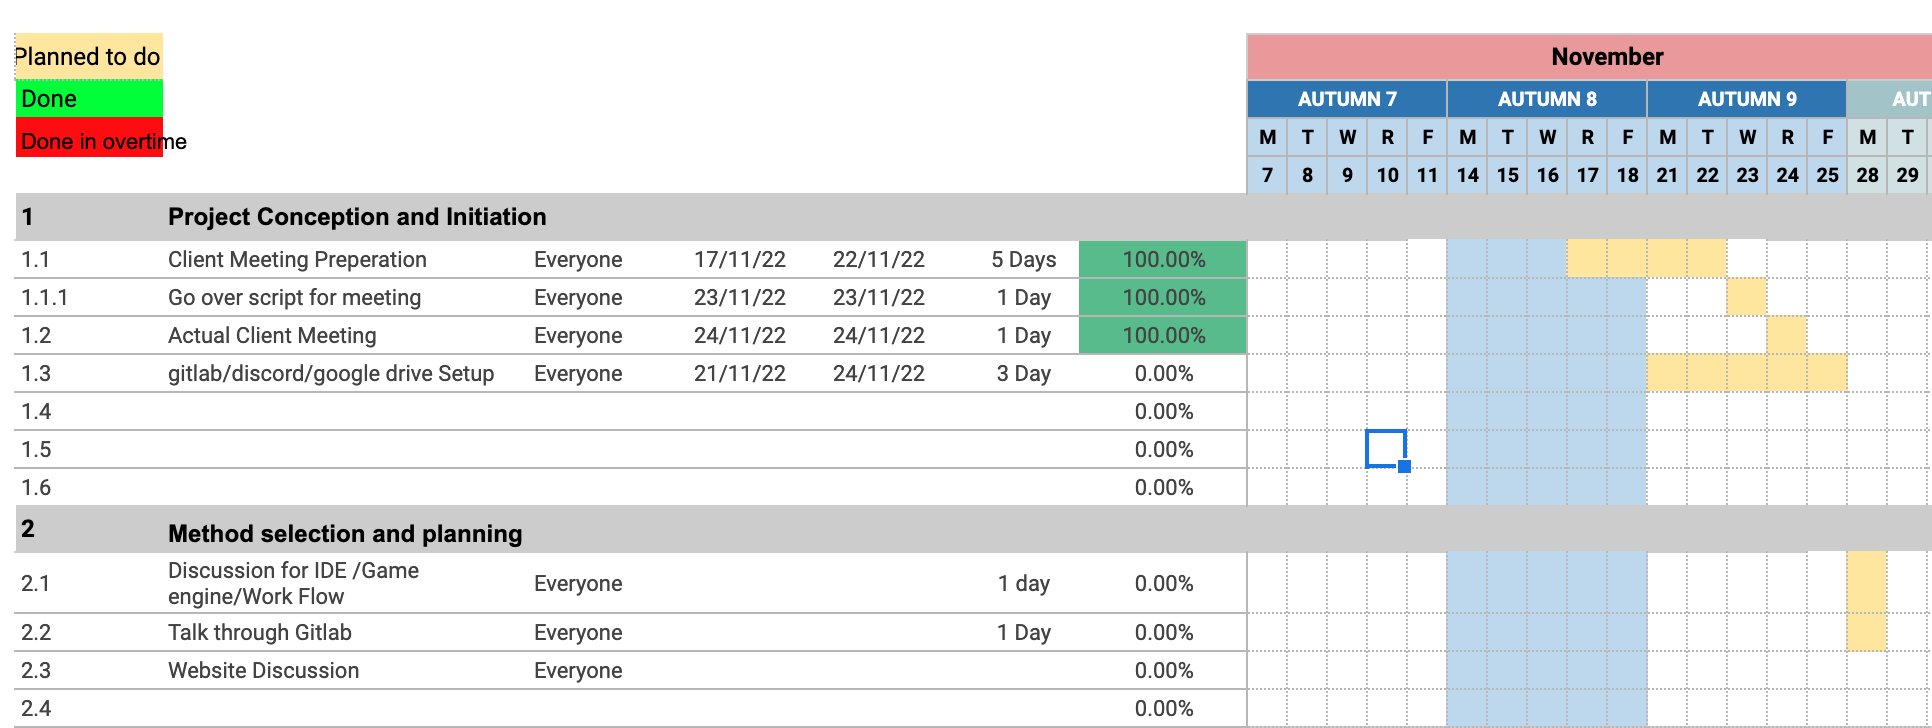 Planned to do
Done
Done in overtime
November
AUTUMN 7 AUTUMN 8 AUTUMN 9 AUT
M T W R F M T W R F M T W R F M T
7 8 9 10 11 14 15 16 17 18 21 22 23 24 25 28 29
1 Project Conception and Initiation
1.1 Client Meeting Preperation Everyone 17/11/22 22/11/22 5 Days 100.00%
1.1.1 Go over script for meeting Everyone 23/11/22 23/11/22 1 Day 100.00%
1.2 Actual Client Meeting Everyone 24/11/22 24/11/22 1 Day 100.00%
1.3 gitlab/discord/google drive Setup Everyone 21/11/22 24/11/22 3 Day 0.00%
1.4 0.00%
1.5 0.00%
1.6 0.00%
2 Method selection and planning
2.1 Discussion for IDE /Game
engine/Work Flow Everyone 1 day 0.00%
2.2 Talk through Gitlab Everyone 1 Day 0.00%
2.3 Website Discussion Everyone 0.00%
2.4 0.00%